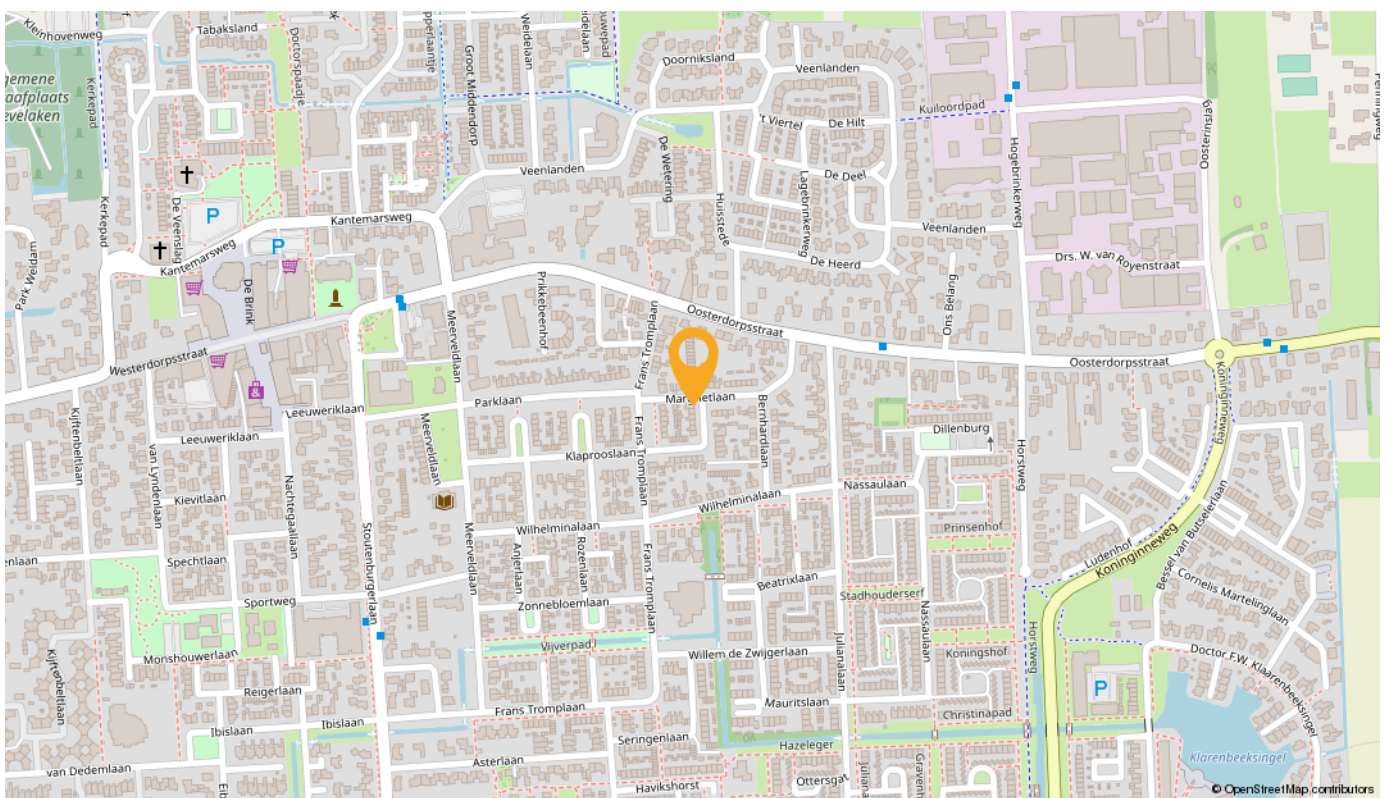 Kleinhovenweg
Tabaksland
Doctorspaadje
Groot Middendorp
Weidelaan
Doorniksland
Veenlanden
Kuiloordpad
't Viertel
De Hilt
Hogebrinkerweg
Oosterinslag
Kerkepad
Kerkepad
De Veenslag
P
Kantemarsweg
Veenlanden
De Wetering
Huisstede
De Deel
Lagebrinkerweg
Veenlanden
De Heerd
Drs. W. van Royenstraat
Ons Belang
Park Weldam
Kantemarsweg
P
De Brink
Prikkebeenhof
Meerveldlaan
Frans Tromplaan
Oosterdorpsstraat
Oosterdorpsstraat
Westerdorpsstraat
Koninginneweg
Parklaan
Leeuweriklaan
Leeuweriklaan
Bernhardlaan
Kijftenbeltlaan
van Lyndenlaan
Nachtegaallaan
Meerveldlaan
Frans Tromplaan
Klaprooslaan
Dillenburg
Horstweg
Kievitlaan
Wilhelminalaan
Wilhelminalaan
Nassaulaan
Prinsenhof
Spechtlaan
Stoutenburgerlaan
Meerveldlaan
Anjerlaan
Rozenlaan
Frans Tromplaan
Beatrixlaan
Stadhouderserf
Nassaulaan
Ludenhof
Koninginneweg
Bessel van Butselerlaan
Cornelis Martelinglaan
Sportweg
Zonnebloemlaan
Vijverpad
Willem de Zwijgerlaan
Julianalaan
Koningshof
Horstweg
Doctor F.W. Klaarenbeeksingel
Kijftenbeltlaan
Monshouwerlaan
Reigerlaan
Ibislaan
Ibislaan
Frans Tromplaan
Mauritslaan
Christinapad
P
Seringenlaan
Hazeleger
Klarenbeeksingel
van Dedemlaan
Asterlaan
Havikshorst
Ottersgat
© OpenStreetMap contributors